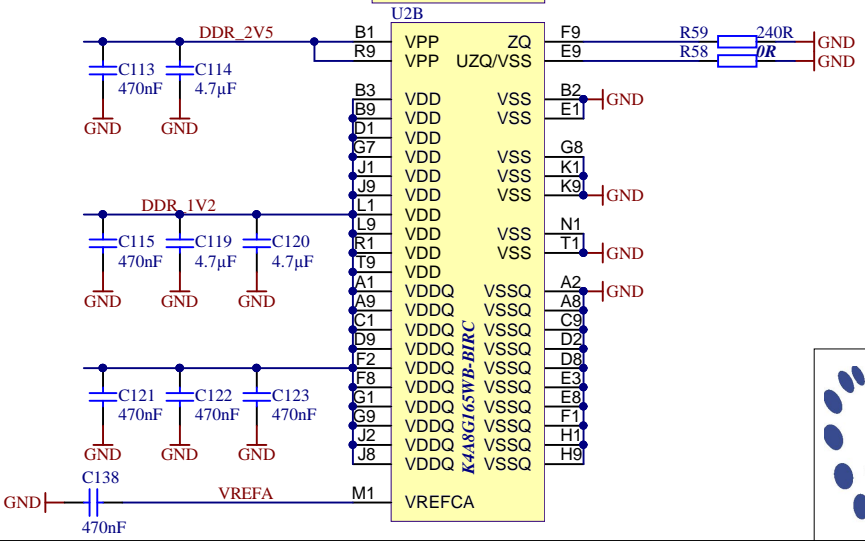 U2B
DDR_2V5 B1 VPP ZQ F9 R59 240R GND
R9 VPP UZQ/VSS E9 R58 0R GND
C113 C114
470nF 4.7µF
GND GND
B3 VDD VSS B2 GND
B9 VDD VSS E1
D1 VDD
G7 VDD VSS G8
J1 VDD VSS K1
J9 VDD VSS K9 GND
DDR_1V2 L1 VDD
L9 VDD VSS N1
R1 VDD VSS T1 GND
T9 VDD
C115 C119 C120
470nF 4.7µF 4.7µF
GND GND GND
A1 VDDQ VSSQ A2 GND
A9 VDDQ VSSQ A8
C1 VDDQ VSSQ C9
D9 VDDQ VSSQ D2
F2 VDDQ VSSQ D8
F8 VDDQ VSSQ E3
G1 VDDQ VSSQ E8
G9 VDDQ VSSQ F1
J2 VDDQ VSSQ H1
J8 VDDQ VSSQ H9
K4A8G165WB-BIRC
C121 C122 C123
470nF 470nF 470nF
GND GND GND
C138
GND VREFA M1 VREFCA
470nF